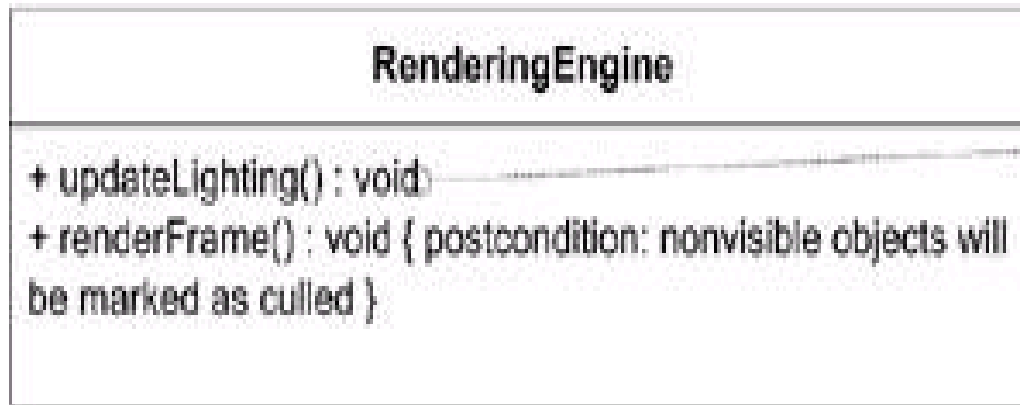 RenderingEngine
+ updateLighting() : void
+ renderFrame() : void { postcondition: nonvisible objects will
be marked as culled }